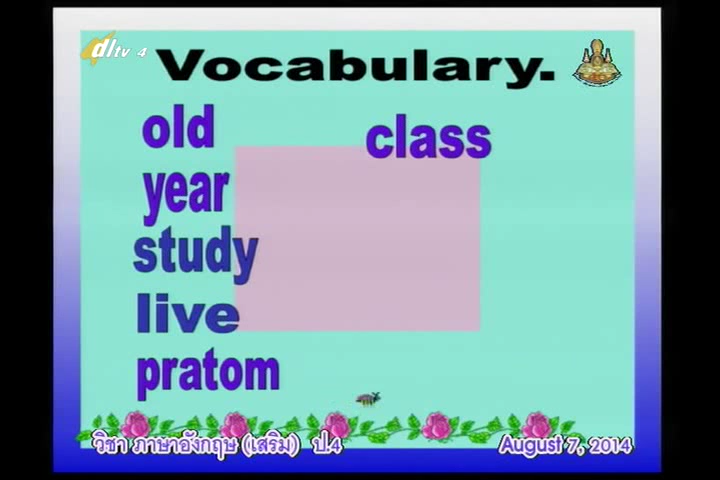 dltv 4
Vocabulary.
old
class
year
study
live
pratom
วิชา ภาษาอังกฤษ (เสริม) ป.4
August 7, 2014